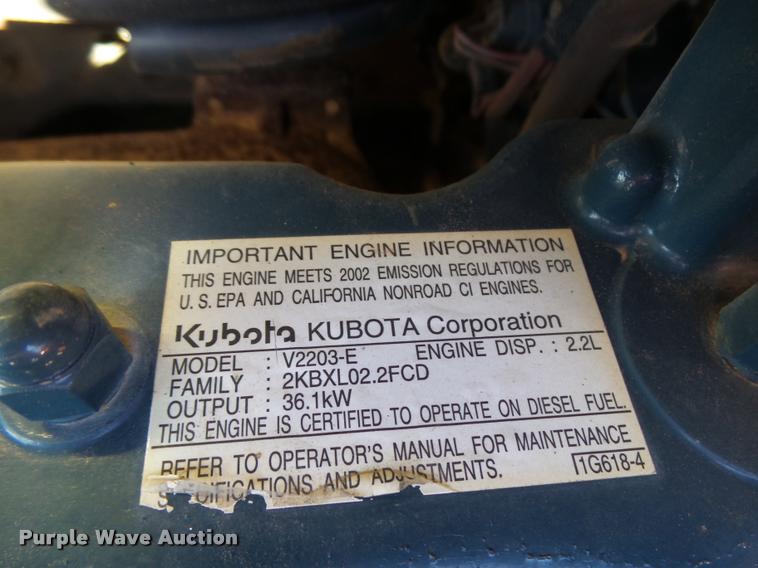 IMPORTANT ENGINE INFORMATION
THIS ENGINE MEETS 2002 EMISSION REGULATIONS FOR
U.S. EPA AND CALIFORNIA NONROAD CI ENGINES.
Kubota KUBOTA Corporation
MODEL : V2203-E ENGINE DISP. : 2.2L
FAMILY : 2KBXL02.2FCD
OUTPUT : 36.1kW
THIS ENGINE IS CERTIFIED TO OPERATE ON DIESEL FUEL.
REFER TO OPERATOR'S MANUAL FOR MAINTENANCE
SPECIFICATIONS AND ADJUSTMENTS. 1G618-4
Purple Wave Auction